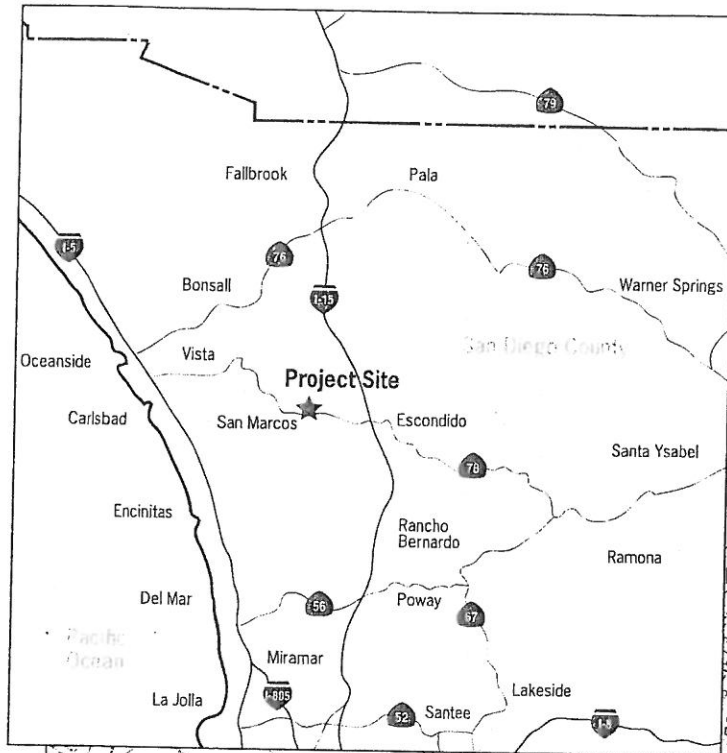 79
Fallbrook
Pala
I-5
76
76
Bonsall
I-15
Warner Springs
San Diego County
Oceanside
Vista
Project Site
Carlsbad
San Marcos
Escondido
78
Santa Ysabel
Encinitas
Rancho
Bernardo
Ramona
Del Mar
56
Poway
67
Pacific
Ocean
Miramar
La Jolla
I-805
52
Santee
Lakeside